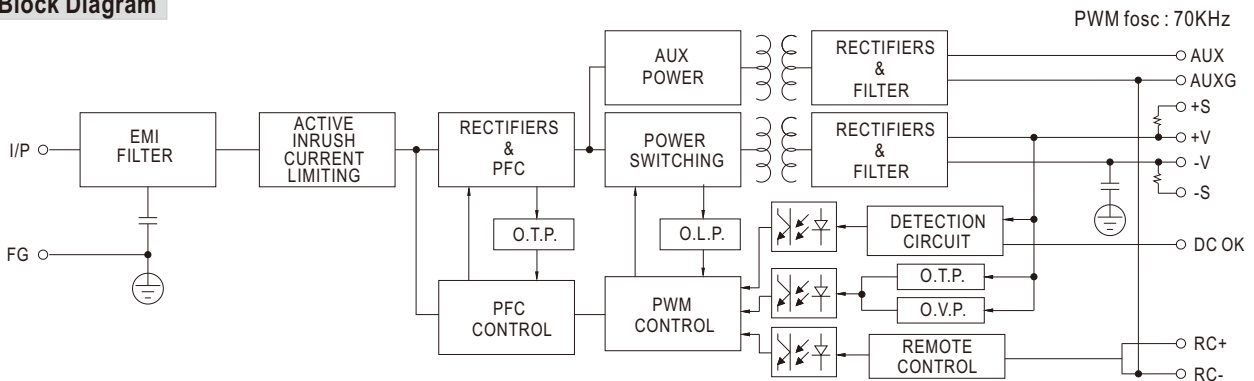 Block Diagram
PWM fosc : 70KHz
AUX
POWER
RECTIFIERS
&
FILTER
AUX
AUXG
+S
I/P
EMI
FILTER
ACTIVE
INRUSH
CURRENT
LIMITING
RECTIFIERS
&
PFC
POWER
SWITCHING
RECTIFIERS
&
FILTER
+V
-V
-S
FG
O.T.P.
O.L.P.
DETECTION
CIRCUIT
DC OK
PFC
CONTROL
PWM
CONTROL
O.T.P.
O.V.P.
REMOTE
CONTROL
RC+
RC-